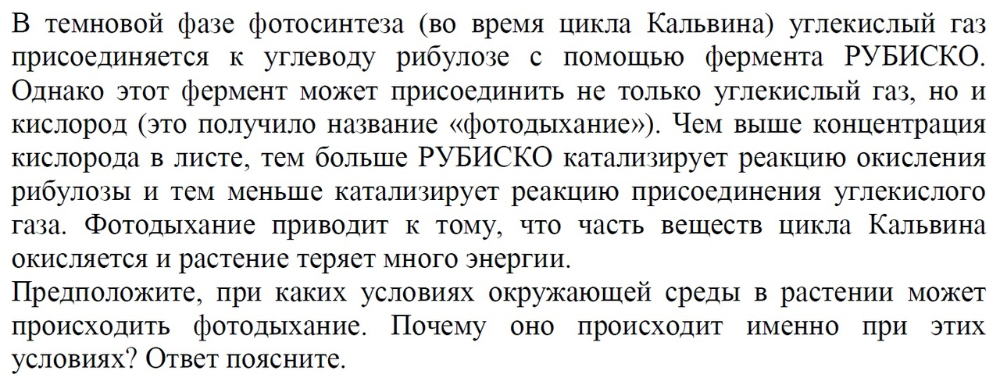 В темновой фазе фотосинтеза (во время цикла Кальвина) углекислый газ
присоединяется к углеводу рибулозе с помощью фермента РУБИСКО.
Однако этот фермент может присоединить не только углекислый газ, но и
кислород (это получило название «фотодыхание»). Чем выше концентрация
кислорода в листе, тем больше РУБИСКО катализирует реакцию окисления
рибулозы и тем меньше катализирует реакцию присоединения углекислого
газа. Фотодыхание приводит к тому, что часть веществ цикла Кальвина
окисляется и растение теряет много энергии.
Предположите, при каких условиях окружающей среды в растении может
происходить фотодыхание. Почему оно происходит именно при этих
условиях? Ответ поясните.